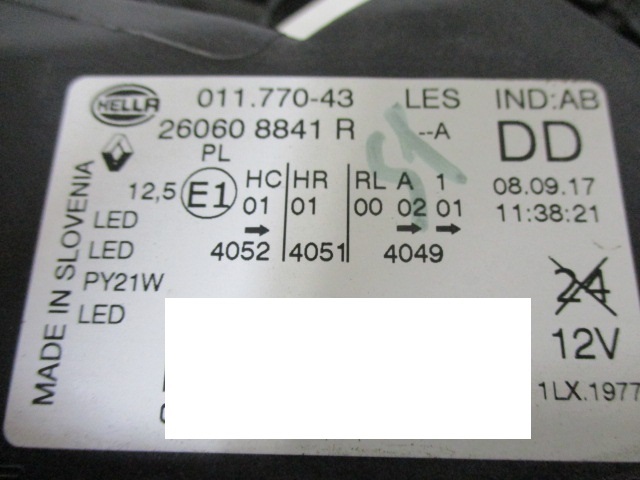 HELLA 011.770-43 LES IND:AB
26060 8841 R --A DD
PL
12,5 E1 HC HR RL A 1 08.09.17
01 01 00 02 01 11:38:21
LED
LED 4052 4051 4049
PY21W 24
LED 12V
1LX.1977
MADE IN SLOVENIA